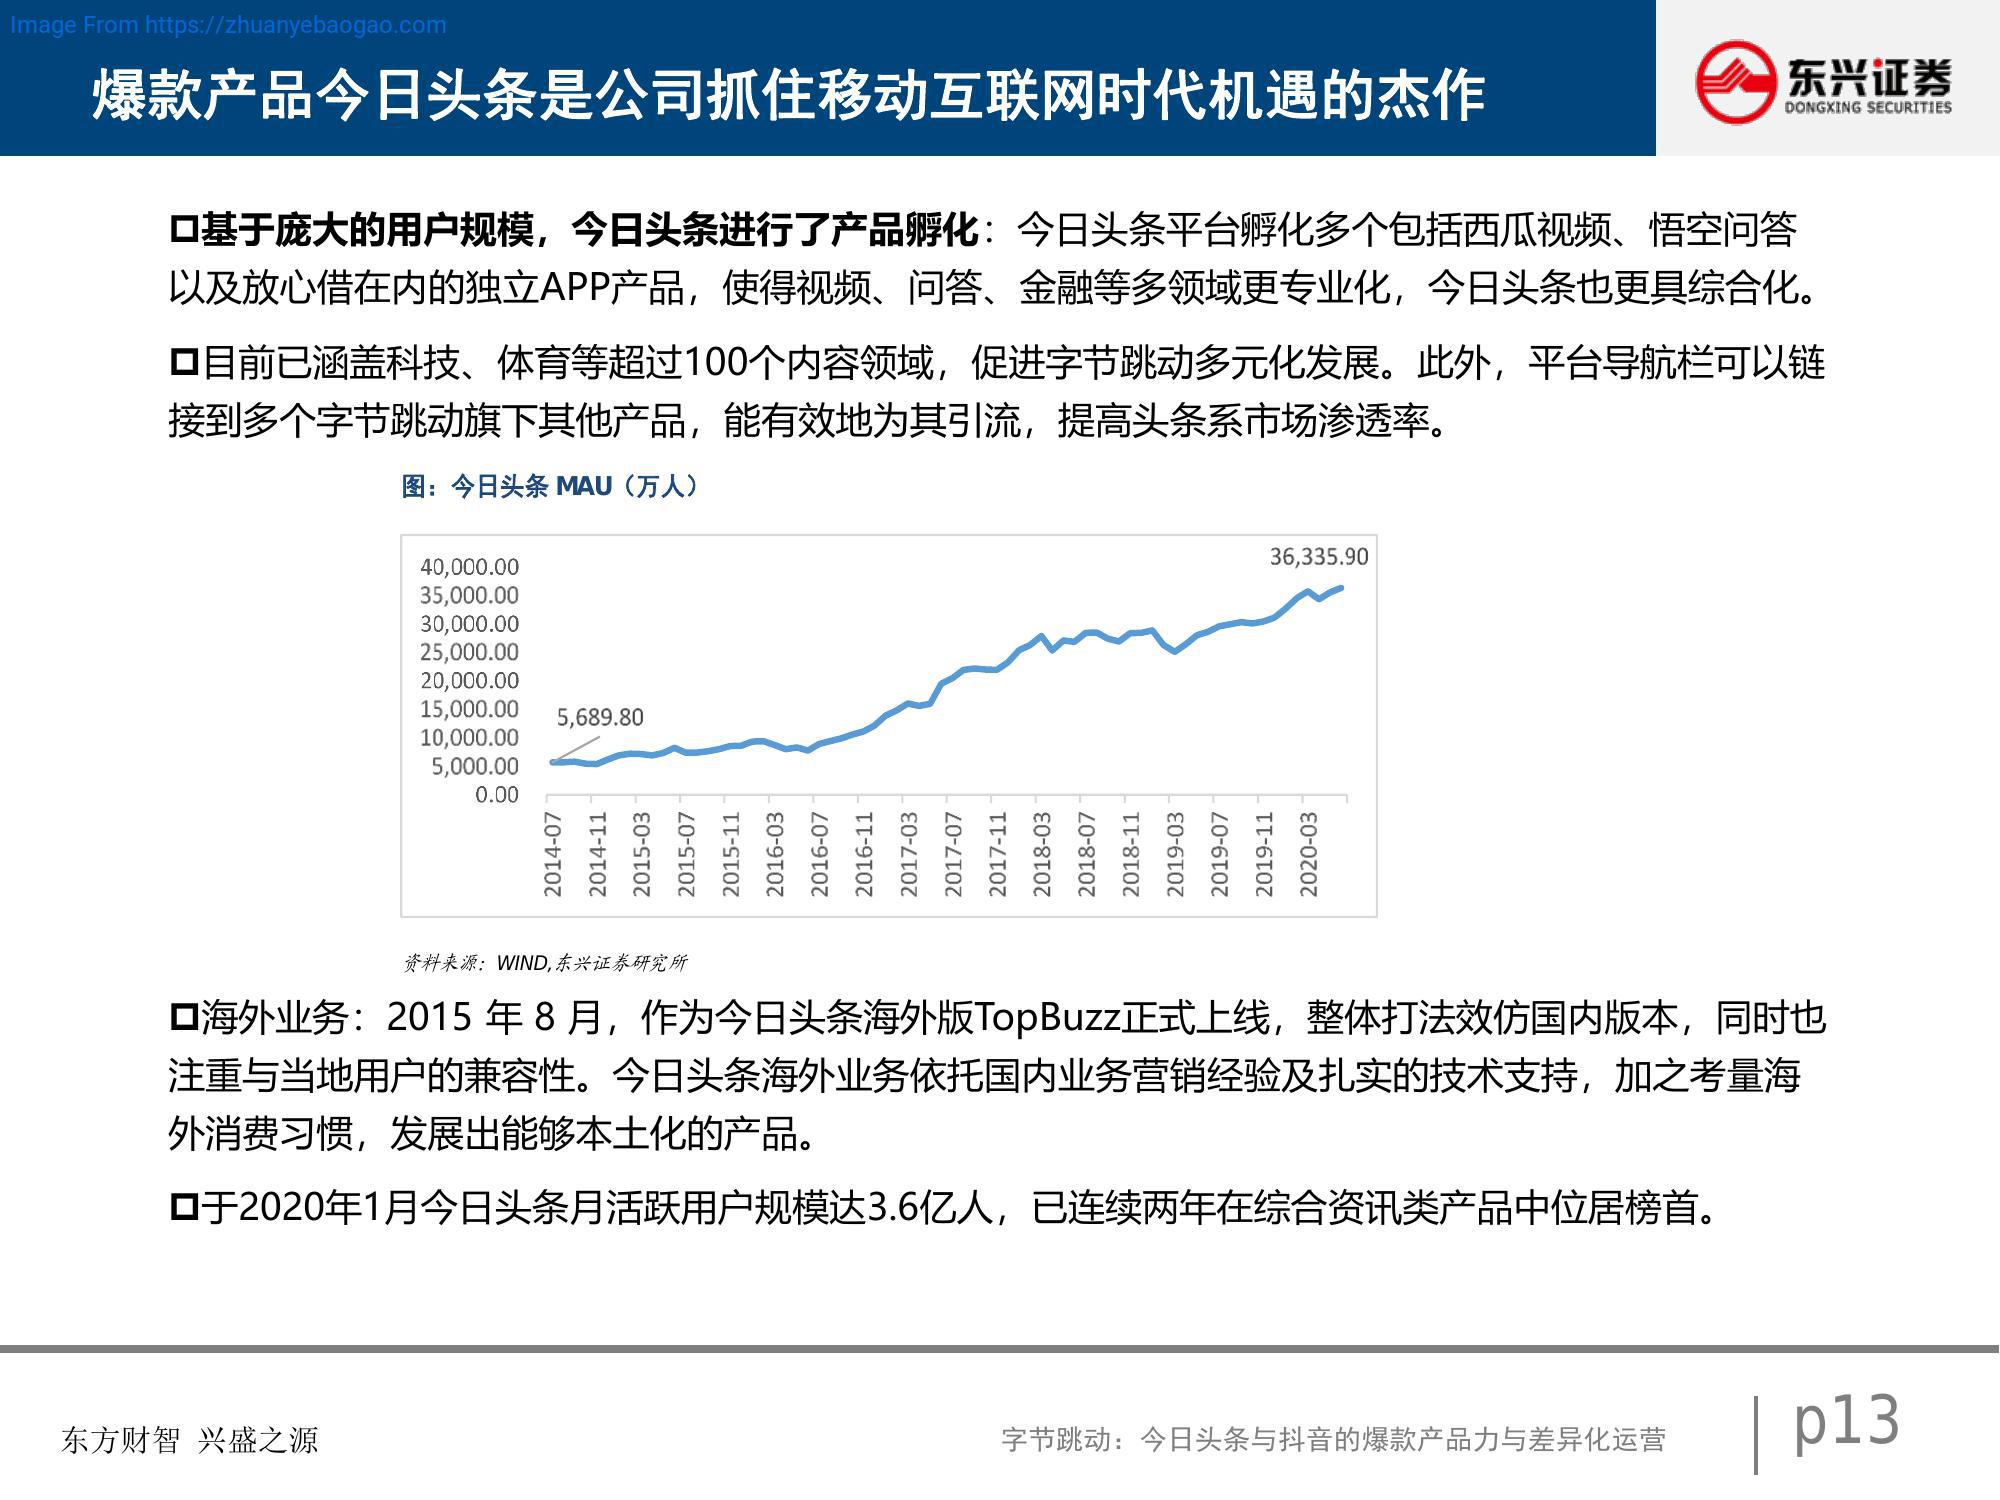 Image From https://zhuanyebaogao.com
爆款产品今日头条是公司抓住移动互联网时代机遇的杰作
东兴证券
DONGXING SECURITIES
基于庞大的用户规模，今日头条进行了产品孵化：今日头条平台孵化多个包括西瓜视频、悟空问答
以及放心借在内的独立APP产品，使得视频、问答、金融等多领域更专业化，今日头条也更具综合化。
目前已涵盖科技、体育等超过100个内容领域，促进字节跳动多元化发展。此外，平台导航栏可以链
接到多个字节跳动旗下其他产品，能有效地为其引流，提高头条系市场渗透率。
图：今日头条 MAU（万人）
36,335.90
40,000.00
35,000.00
30,000.00
25,000.00
20,000.00
15,000.00
10,000.00
5,000.00
0.00
5,689.80
2014-07
2014-11
2015-03
2015-07
2015-11
2016-03
2016-07
2016-11
2017-03
2017-07
2017-11
2018-03
2018-07
2018-11
2019-03
2019-07
2019-11
2020-03
资料来源：WIND,东兴证券研究所
海外业务：2015 年 8 月，作为今日头条海外版TopBuzz正式上线，整体打法效仿国内版本，同时也
注重与当地用户的兼容性。今日头条海外业务依托国内业务营销经验及扎实的技术支持，加之考量海
外消费习惯，发展出能够本土化的产品。
于2020年1月今日头条月活跃用户规模达3.6亿人，已连续两年在综合资讯类产品中位居榜首。
东方财智 兴盛之源
字节跳动：今日头条与抖音的爆款产品力与差异化运营
p13